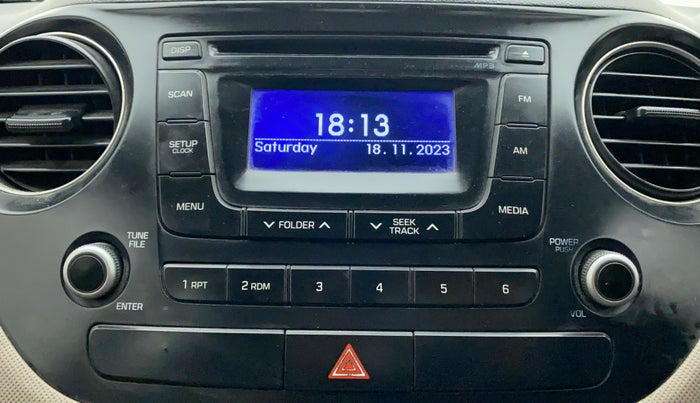 DISP
MP3
SCAN
18:13
FM
SETUP
CLOCK
Saturday 18.11.2023
AM
MENU
FOLDER
SEEK
TRACK
MEDIA
TUNE
FILE
POWER
PUSH
1 RPT
2 RDM
3
4
5
6
ENTER
VOL